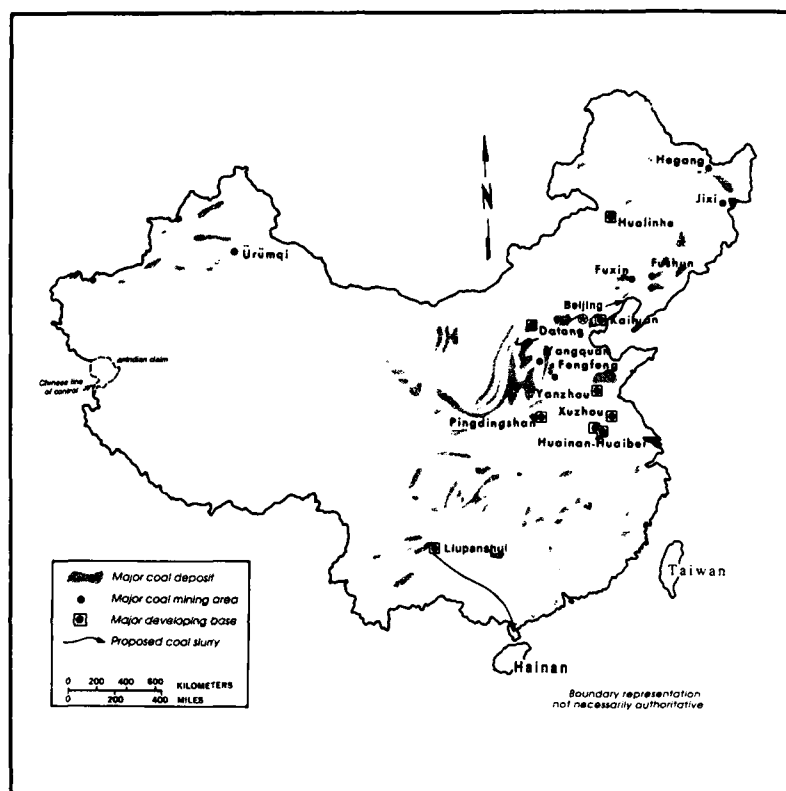 N
Hegang
Jixi
Hualinhe
Ürümqi
Fuxin
Fushun
Beijing
Kailuan
Datong
Yangquan
Fengfeng
Indian claim
Chinese line
of control
Yanzhou
Xuzhou
Pingdingshan
Huainan-Huaibei
Liupanshui
Taiwan
Hainan
Major coal deposit
Major coal mining area
Major developing base
Proposed coal slurry
0 200 400 600 KILOMETERS
0 200 400 MILES
Boundary representation
not necessarily authoritative